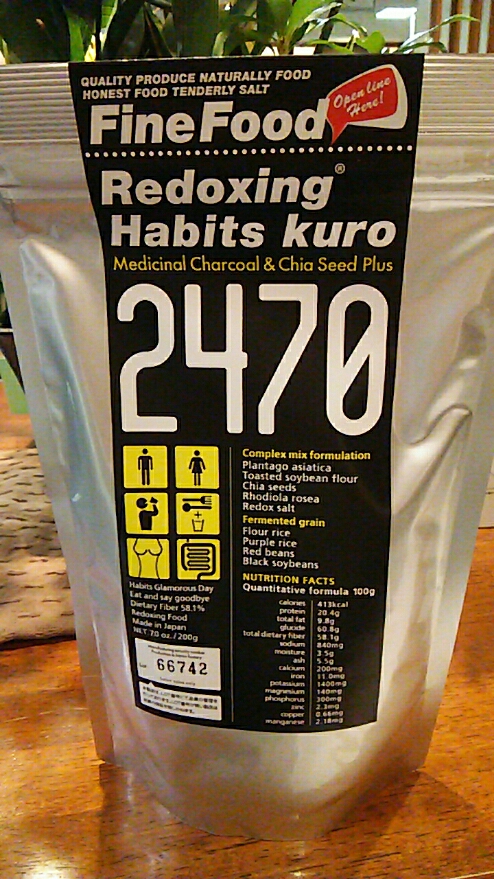 QUALITY PRODUCE NATURALLY FOOD
HONEST FOOD TENDERLY SALT
Open line
Here!
FineFood
Redoxing®
Habits kuro
Medicinal Charcoal & Chia Seed Plus
2470
Complex mix formulation
Plantago asiatica
Toasted soybean flour
Chia seeds
Rhodiola rosea
Redox salt
Fermented grain
Flour rice
Purple rice
Red beans
Black soybeans
NUTRITION FACTS
Quantitative formula 100g
calories 413kcal
protein 20.4g
total fat 9.8g
glucide 60.8g
total dietary fiber 58.1g
sodium 840mg
moisture 3.5g
ash 5.5g
calcium 200mg
iron 11.0mg
potassium 1400mg
magnesium 140mg
phosphorus 300mg
zinc 2.3mg
copper 0.66mg
manganese 2.18mg
Habits Glamorous Day
Eat and say goodbye
Dietary Fiber 58.1%
Redoxing Food
Made in Japan
NET. 7.0 oz. / 200g
Lot 66742